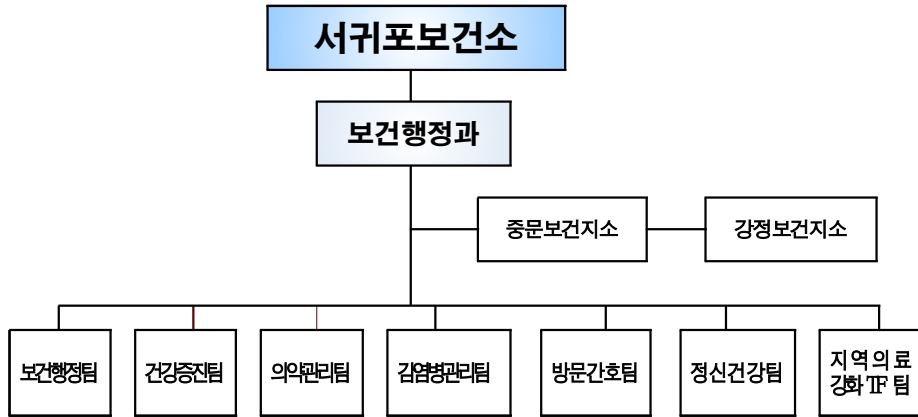 서귀포보건소
보건행정과
중문보건지소
강정보건지소
보건행정팀
건강증진팀
의약관리팀
감염병관리팀
방문간호팀
정신건강팀
지역의료
강화TF팀